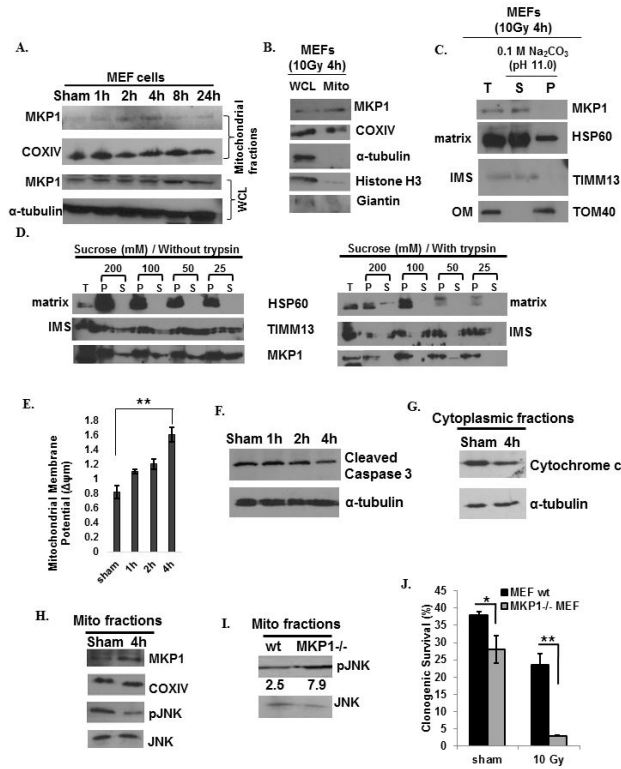 A.
MEF cells
Sham 1h 2h 4h 8h 24h
MKP1
COXIV
Mitochondrial fractions
MKP1
α-tubulin
WCL
B.
MEFs
(10Gy 4h)
WCL Mito
MKP1
COXIV
α-tubulin
Histone H3
Giantin
C.
MEFs
(10Gy 4h)
0.1 M Na₂CO₃
(pH 11.0)
T S P
MKP1
matrix HSP60
IMS TIMM13
OM TOM40
D.
Sucrose (mM) / Without trypsin
200 100 50 25
T P S P S P S P S
matrix HSP60
IMS TIMM13
MKP1
Sucrose (mM) / With trypsin
200 100 50 25
T P S P S P S P S
matrix
IMS
E.
Mitochondrial Membrane
Potential (Δψm)
1.8
1.6
1.4
1.2
1
0.8
0.6
0.4
0.2
0
**
sham 1h 2h 4h
F.
Sham 1h 2h 4h
Cleaved
Caspase 3
α-tubulin
G.
Cytoplasmic fractions
Sham 4h
Cytochrome c
α-tubulin
H.
Mito fractions
Sham 4h
MKP1
COXIV
pJNK
JNK
I.
Mito fractions
wt MKP1-/-
pJNK
2.5 7.9
JNK
J.
Clonogenic Survival (%)
45
40
35
30
25
20
15
10
5
0
MEF wt
MKP1-/- MEF
*
**
sham 10 Gy